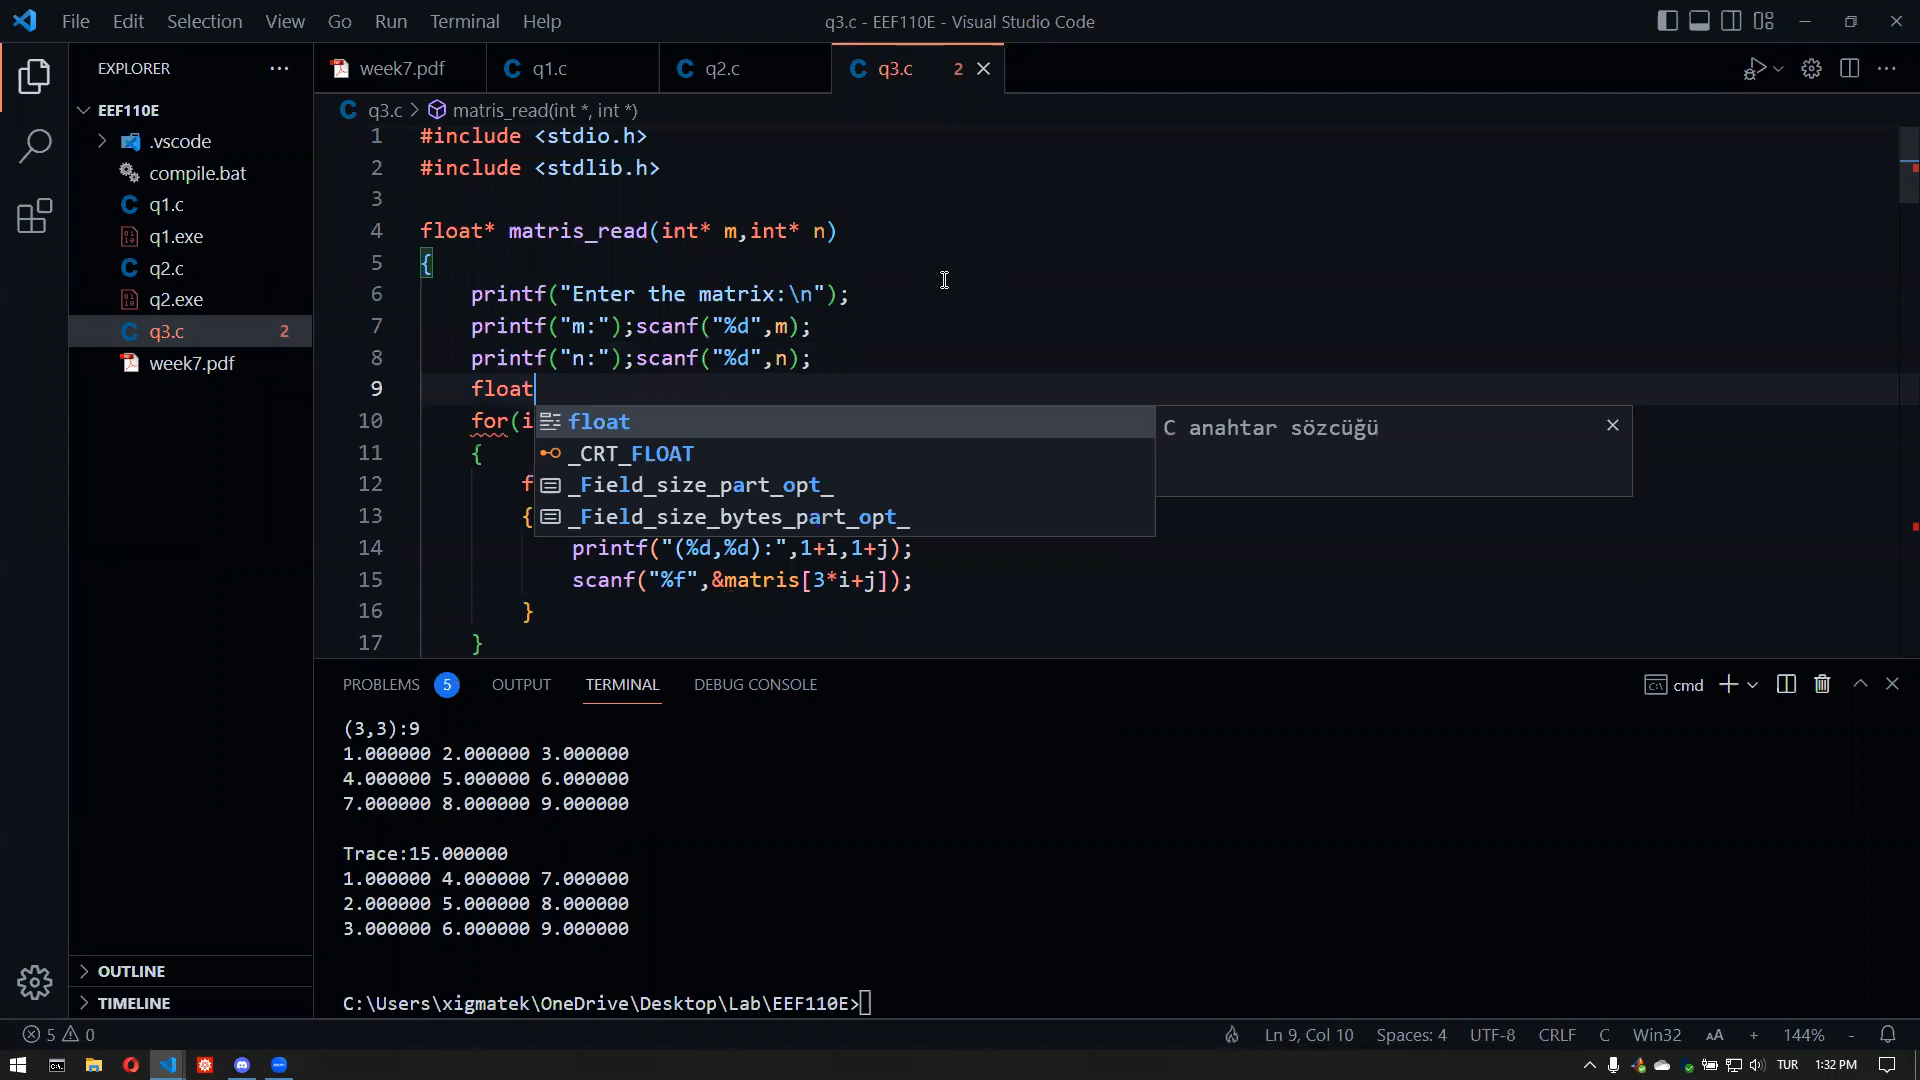 File Edit Selection View Go Run Terminal Help
q3.c - EEF110E - Visual Studio Code
EXPLORER
EEF110E
.vscode
compile.bat
q1.c
q1.exe
q2.c
q2.exe
q3.c 2
week7.pdf
OUTLINE
TIMELINE
week7.pdf
q1.c
q2.c
q3.c 2
q3.c > matris_read(int *, int *)
1 #include <stdio.h>
2 #include <stdlib.h>
3
4 float* matris_read(int* m,int* n)
5 {
6 printf("Enter the matrix:\n");
7 printf("m:");scanf("%d",m);
8 printf("n:");scanf("%d",n);
9 float
10 for(i
11 {
12 f
13 {
14 printf("(%d,%d):",1+i,1+j);
15 scanf("%f",&matris[3*i+j]);
16 }
17 }
float
_CRT_FLOAT
_Field_size_part_opt_
_Field_size_bytes_part_opt_
C anahtar sözcüğü
PROBLEMS 5 OUTPUT TERMINAL DEBUG CONSOLE
cmd
(3,3):9
1.000000 2.000000 3.000000
4.000000 5.000000 6.000000
7.000000 8.000000 9.000000
Trace:15.000000
1.000000 4.000000 7.000000
2.000000 5.000000 8.000000
3.000000 6.000000 9.000000
C:\Users\xigmatek\OneDrive\Desktop\Lab\EEF110E>
5 0
Ln 9, Col 10 Spaces: 4 UTF-8 CRLF C Win32 AA + 144% -
TUR 1:32 PM